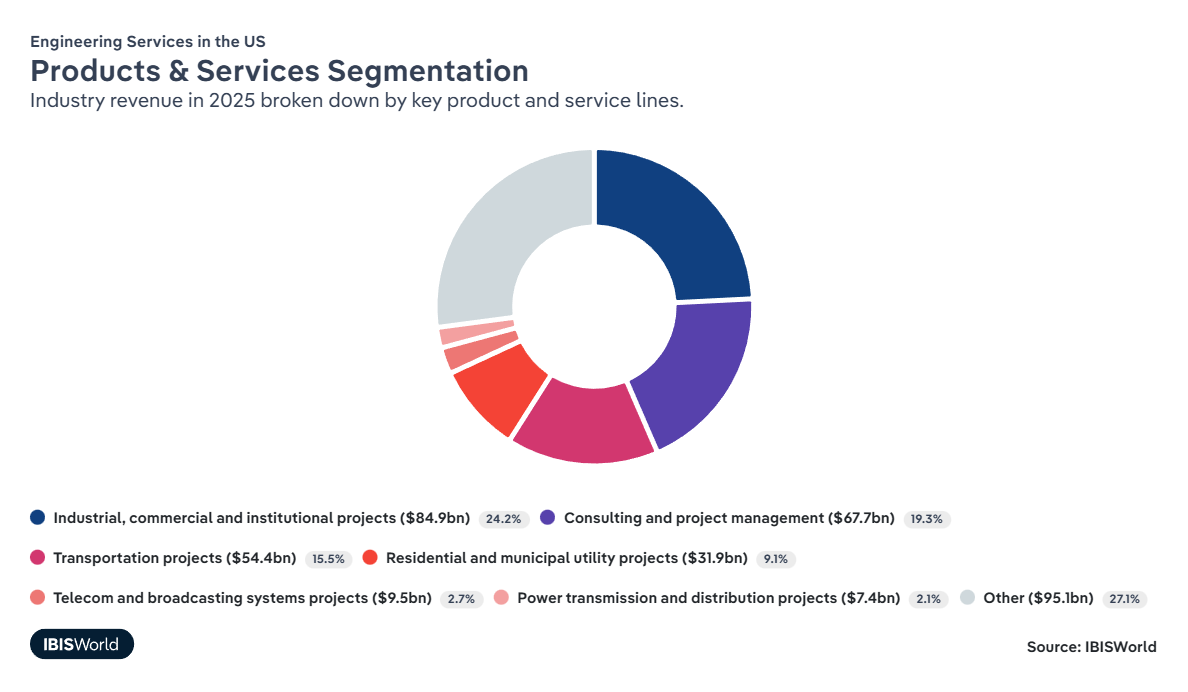 Engineering Services in the US
Products & Services Segmentation
Industry revenue in 2025 broken down by key product and service lines.
Industrial, commercial and institutional projects ($84.9bn) 24.2% Consulting and project management ($67.7bn) 19.3%
Transportation projects ($54.4bn) 15.5% Residential and municipal utility projects ($31.9bn) 9.1%
Telecom and broadcasting systems projects ($9.5bn) 2.7% Power transmission and distribution projects ($7.4bn) 2.1% Other ($95.1bn) 27.1%
IBISWorld
Source: IBISWorld